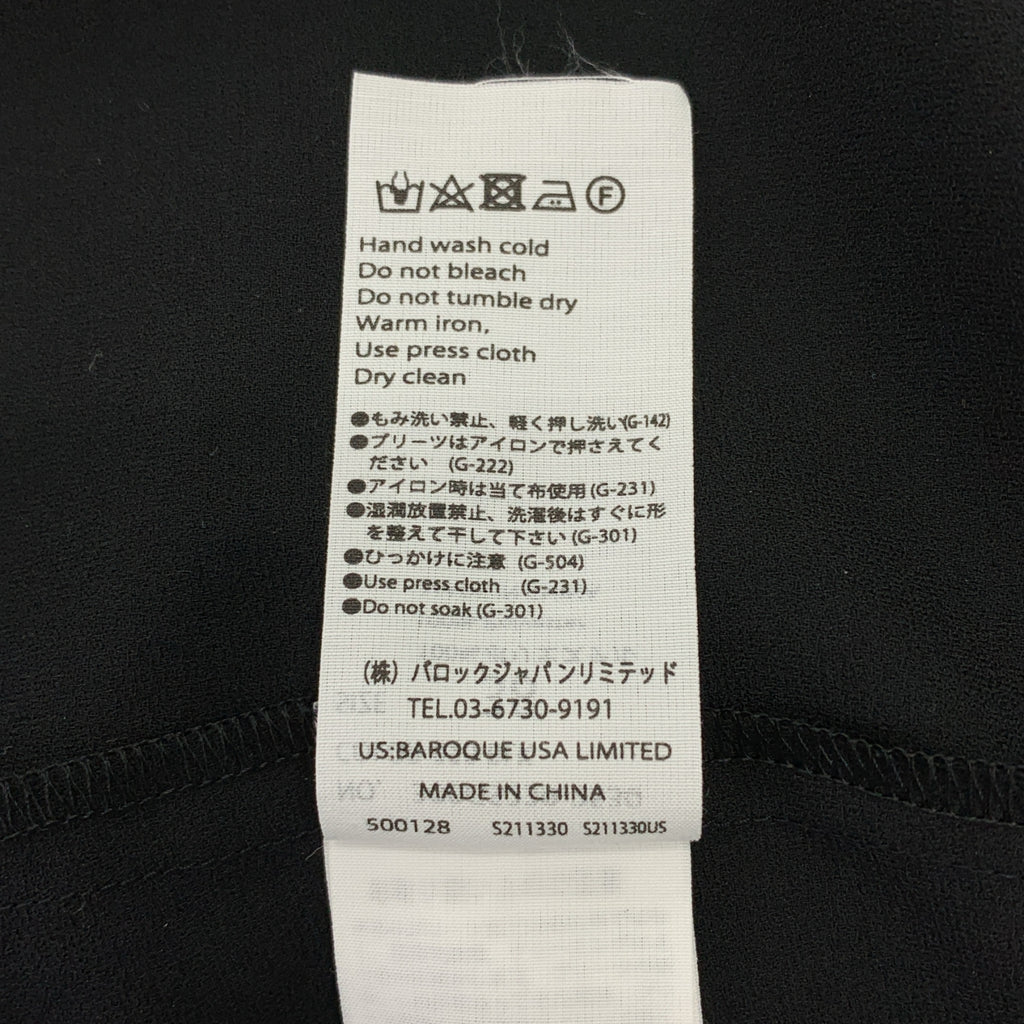 F
Hand wash cold
Do not bleach
Do not tumble dry
Warm iron,
Use press cloth
Dry clean
●もみ洗い禁止、軽く押し洗い(G-142)
●プリーツはアイロンで押さえてく
ださい (G-222)
●アイロン時は当て布使用(G-231)
●湿潤放置禁止、洗濯後はすぐに形
を整えて干して下さい(G-301)
●ひっかけに注意 (G-504)
●Use press cloth (G-231)
●Do not soak (G-301)
(株) バロックジャパンリミテッド
TEL.03-6730-9191
US:BAROQUE USA LIMITED
MADE IN CHINA
500128 S211330 S211330US